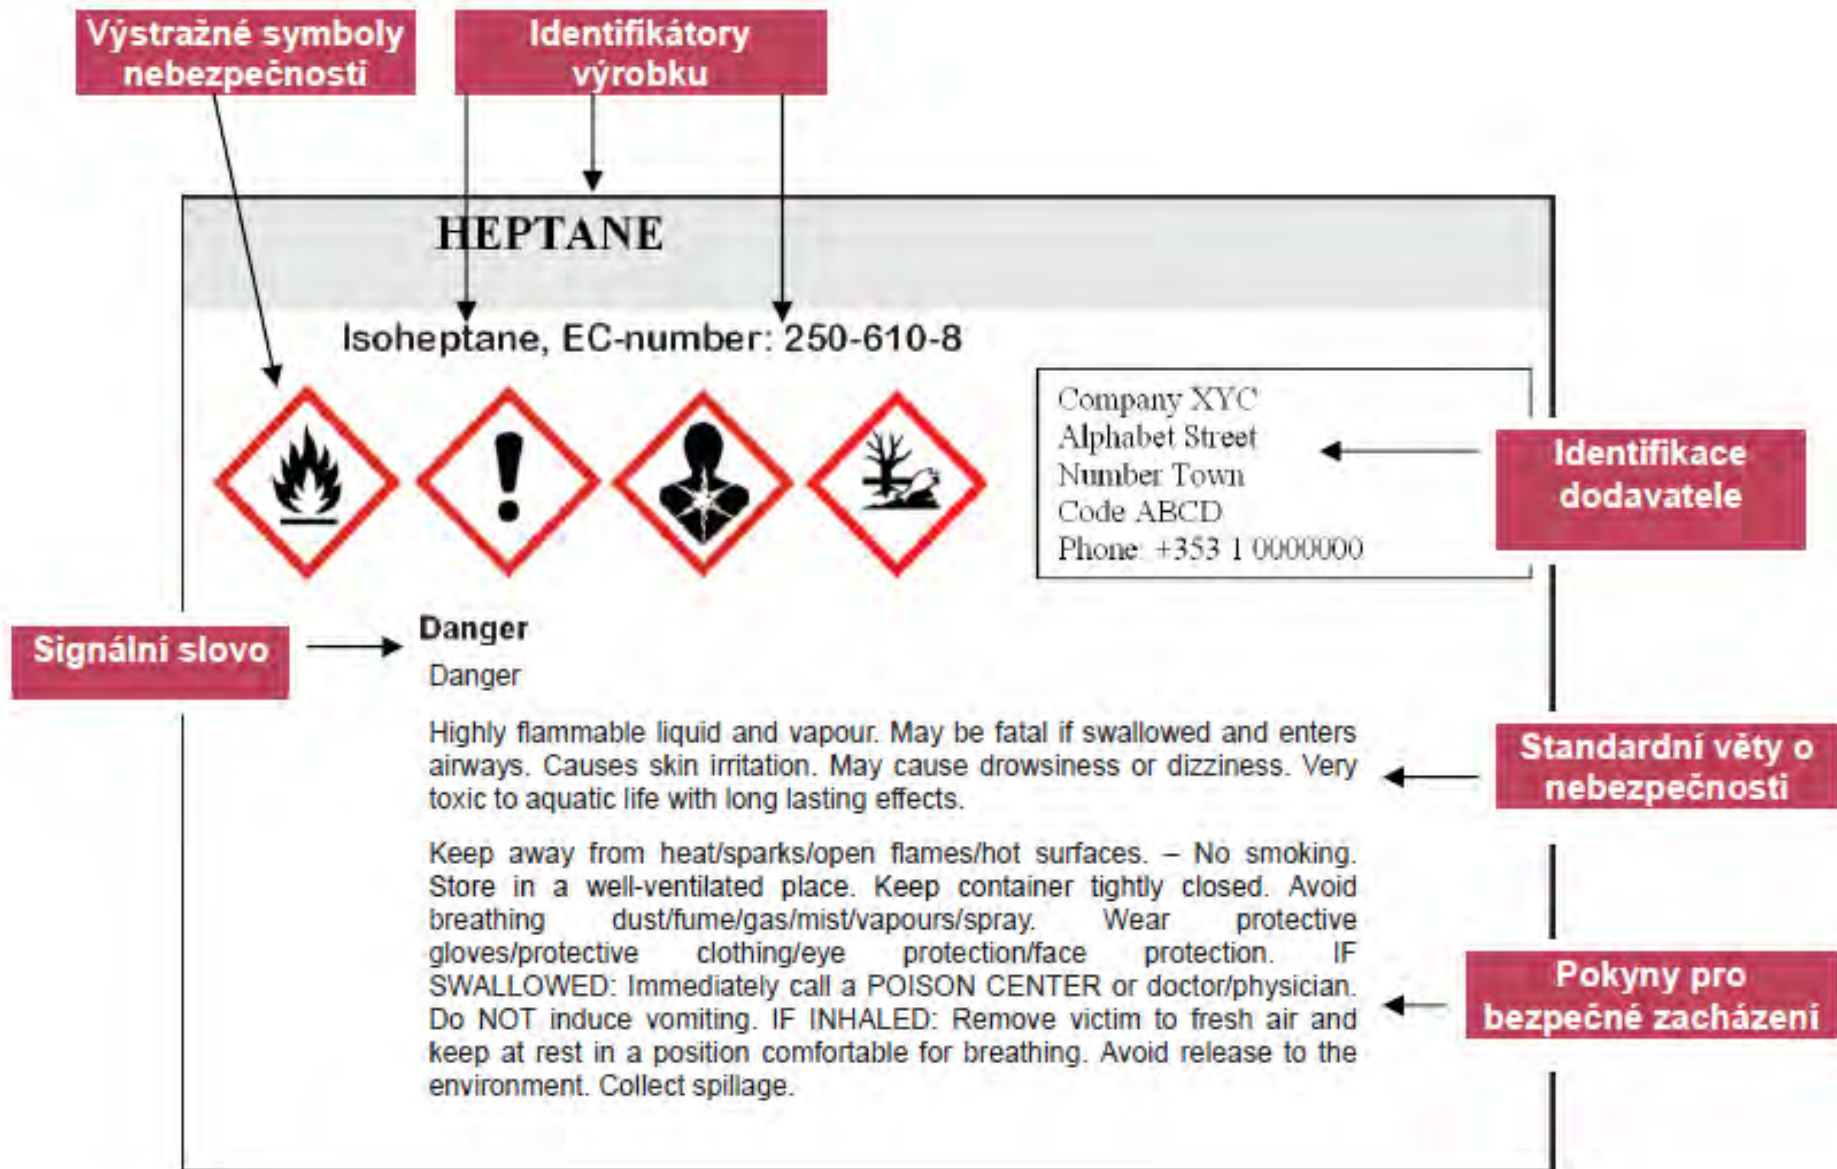 Výstražné symboly
nebezpečnosti
Identifikátory
výrobku
HEPTANE
Isoheptane, EC-number: 250-610-8
Company XYC
Alphabet Street
Number Town
Code ABCD
Phone: +353 1 0000000
Identifikace
dodavatele
Signální slovo
Danger
Danger
Highly flammable liquid and vapour. May be fatal if swallowed and enters
airways. Causes skin irritation. May cause drowsiness or dizziness. Very
toxic to aquatic life with long lasting effects.
Standardní věty o
nebezpečnosti
Keep away from heat/sparks/open flames/hot surfaces. – No smoking.
Store in a well-ventilated place. Keep container tightly closed. Avoid
breathing dust/fume/gas/mist/vapours/spray. Wear protective
gloves/protective clothing/eye protection/face protection. IF
SWALLOWED: Immediately call a POISON CENTER or doctor/physician.
Do NOT induce vomiting. IF INHALED: Remove victim to fresh air and
keep at rest in a position comfortable for breathing. Avoid release to the
environment. Collect spillage.
Pokyny pro
bezpečné zacházení